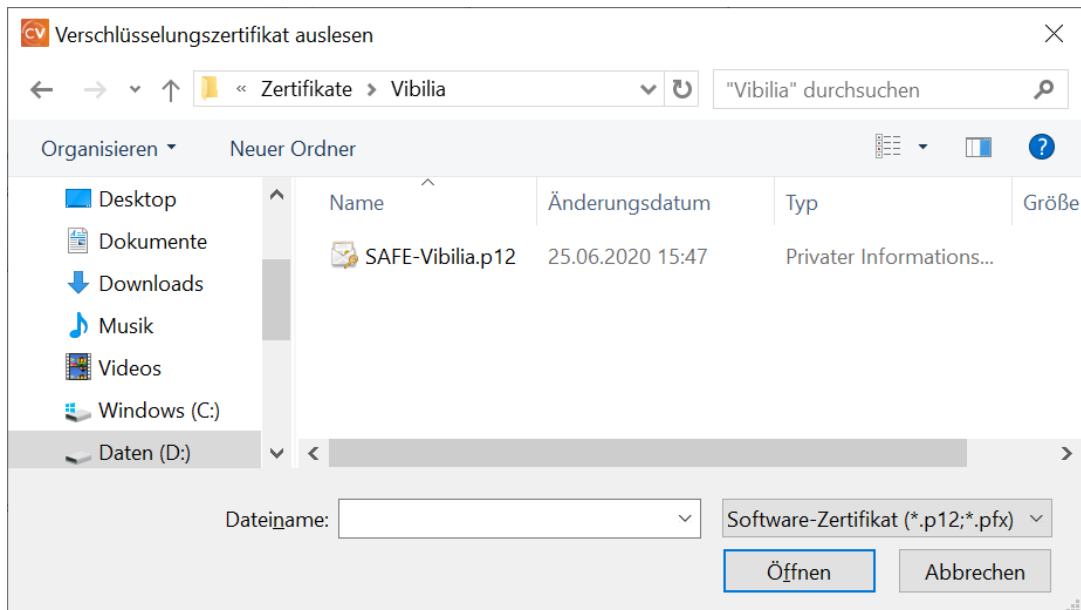 CV Verschlüsselungszertifikat auslesen
« Zertifikate > Vibilia
"Vibilia" durchsuchen
Organisieren
Neuer Ordner
?
Name
Änderungsdatum
Typ
Größe
SAFE-Vibilia.p12
25.06.2020 15:47
Privater Informations...
Desktop
Dokumente
Downloads
Musik
Videos
Windows (C:)
Daten (D:)
Dateiname:
Software-Zertifikat (*.p12;*.pfx)
Öffnen
Abbrechen